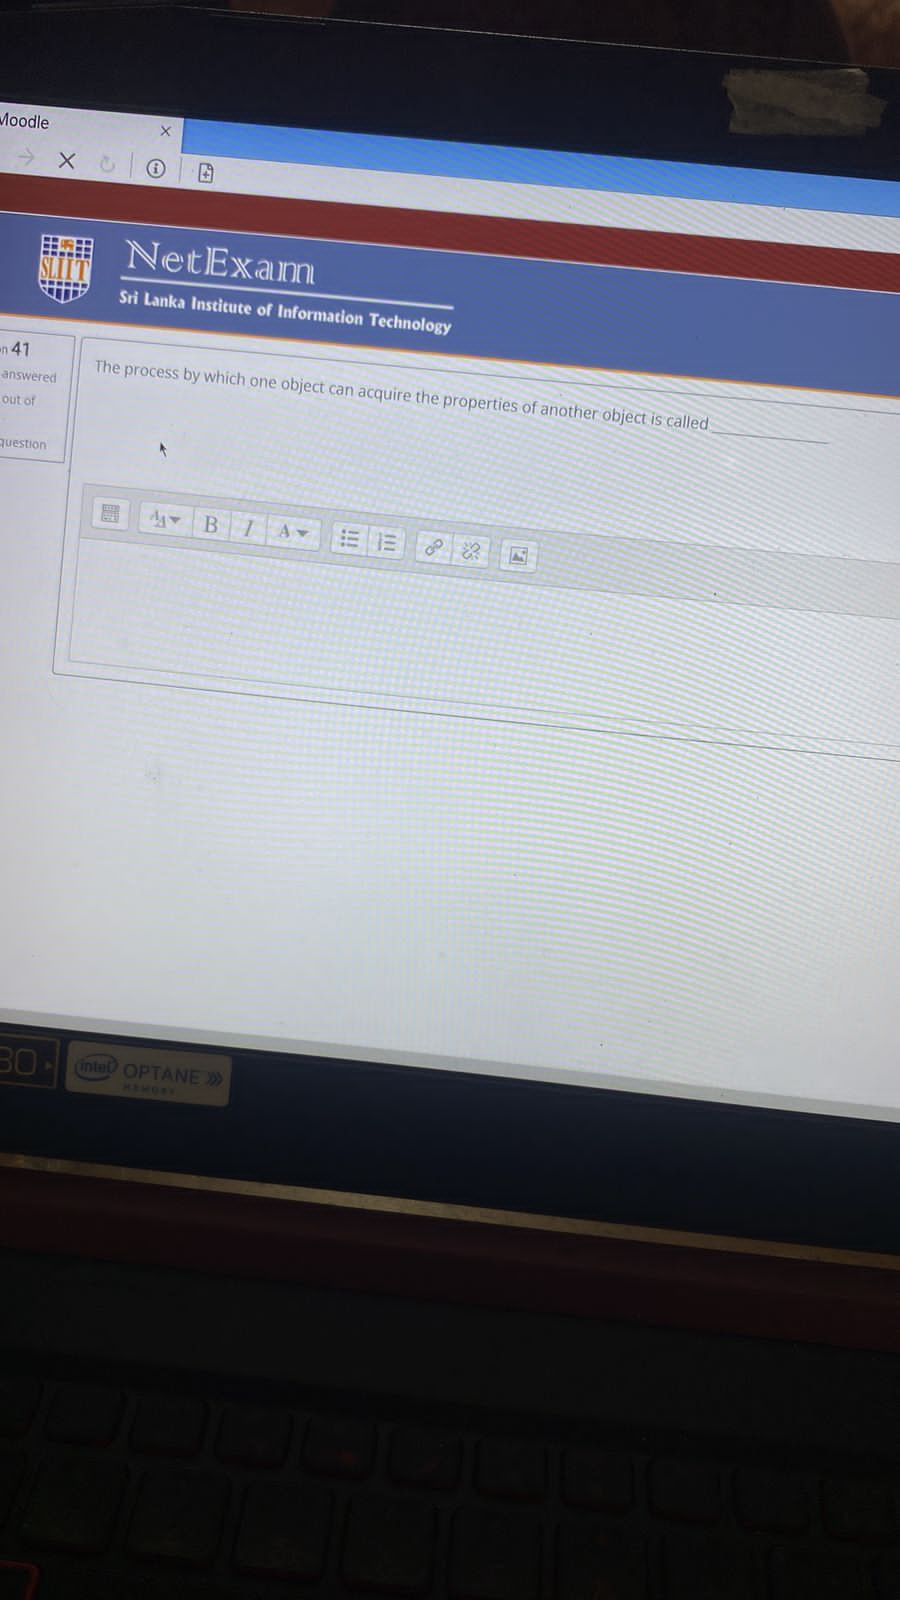 Moodle
SLIIT
NetExam
Sri Lanka Institute of Information Technology
41
answered
out of
question
The process by which one object can acquire the properties of another object is called
B I A
intel OPTANE
MEMORY